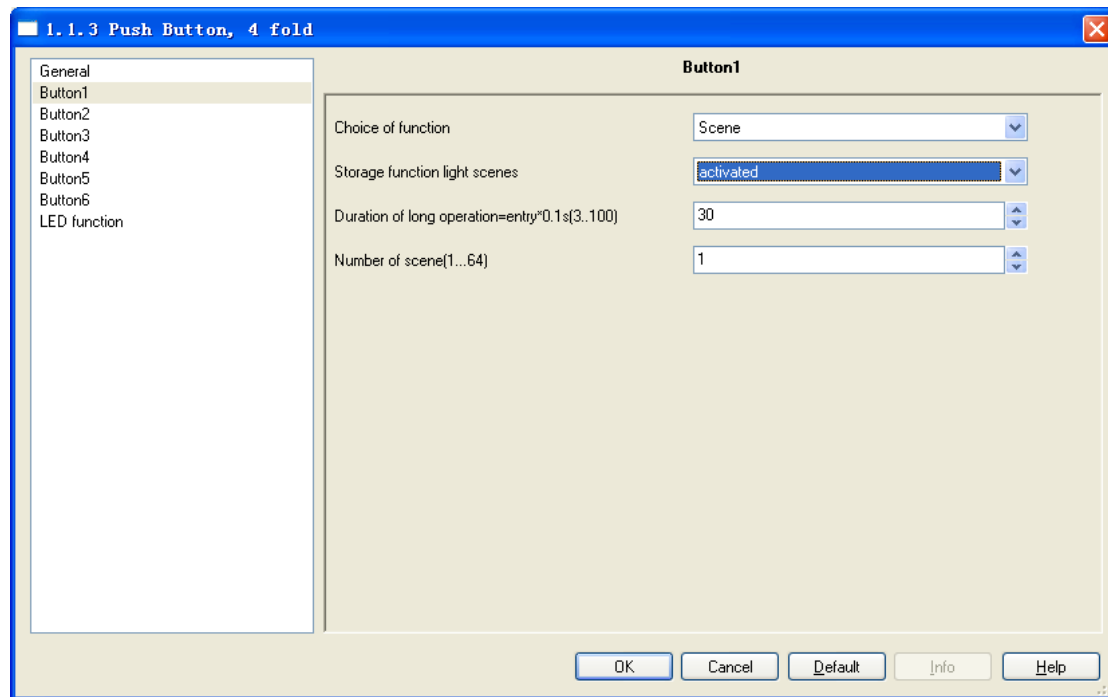 1.1.3 Push Button, 4 fold
General
Button1
Button2
Button3
Button4
Button5
Button6
LED function
Button1
Choice of function
Scene
Storage function light scenes
activated
Duration of long operation=entry*0.1s(3..100)
30
Number of scene(1...64)
1
OK
Cancel
Default
Info
Help